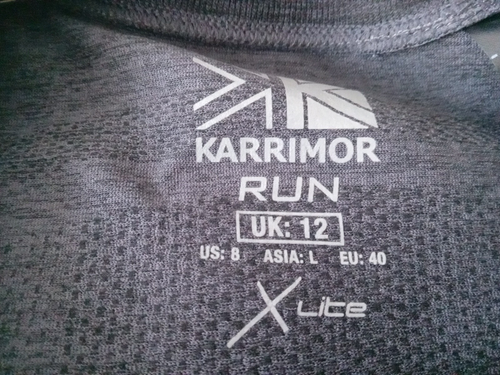 KARRIMOR
RUN
UK: 12
US: 8 ASIA: L EU: 40
X Lite